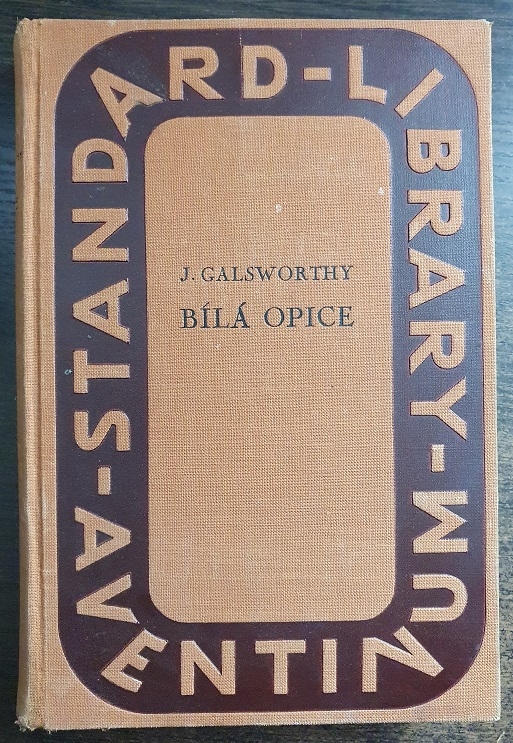 STANDARD-LIBRARY-
J. GALSWORTHY
BÍLÁ OPICE
AVENTINUM-